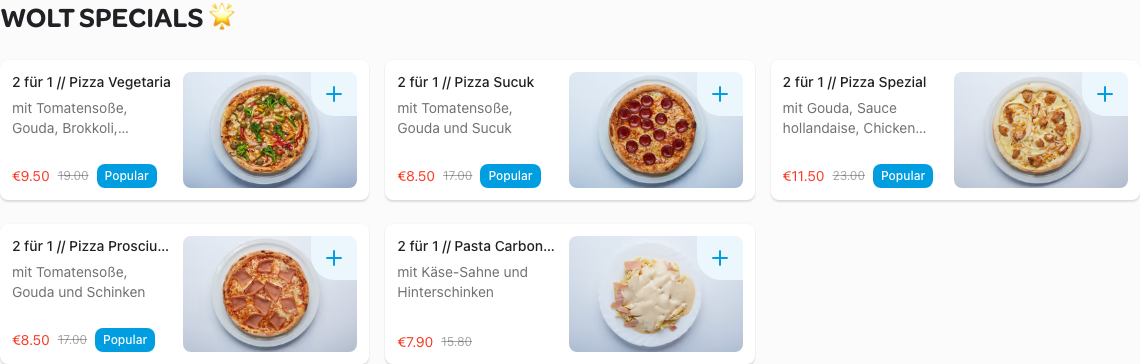 WOLT SPECIALS 🌟
2 für 1 // Pizza Vegetaria
mit Tomatensoße,
Gouda, Brokkoli,...
€9.50 19.00 Popular
2 für 1 // Pizza Sucuk
mit Tomatensoße,
Gouda und Sucuk
€8.50 17.00 Popular
2 für 1 // Pizza Spezial
mit Gouda, Sauce
hollandaise, Chicken...
€11.50 23.00 Popular
2 für 1 // Pizza Prosciu...
mit Tomatensoße,
Gouda und Schinken
€8.50 17.00 Popular
2 für 1 // Pasta Carbon...
mit Käse-Sahne und
Hinterschinken
€7.90 15.80